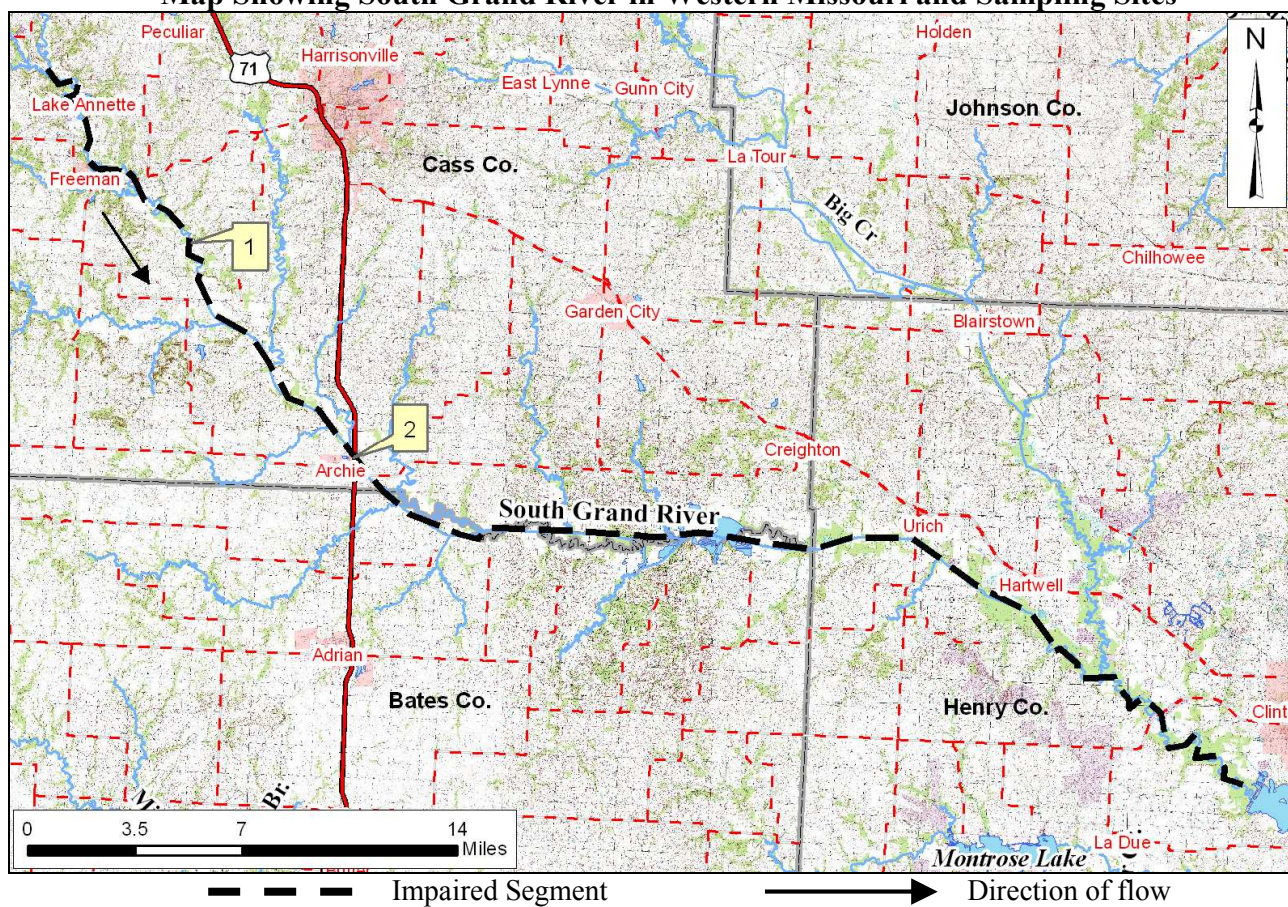 Map Showing South Grand River in Western Missouri and Sampling Sites
Peculiar
Holden
N
Harrisonville
71
East Lynne
Gunn City
Lake Annette
Johnson Co.
Cass Co.
La Tour
Freeman
Big Cr
1
Chilhowee
Garden City
Blairstown
2
Creighton
Archie
South Grand River
Urich
Hartwell
Adrian
Bates Co.
Henry Co.
Clint
Mi
Br.
0 3.5 7 14
Miles
La Due
Montrose Lake
Impaired Segment
Direction of flow